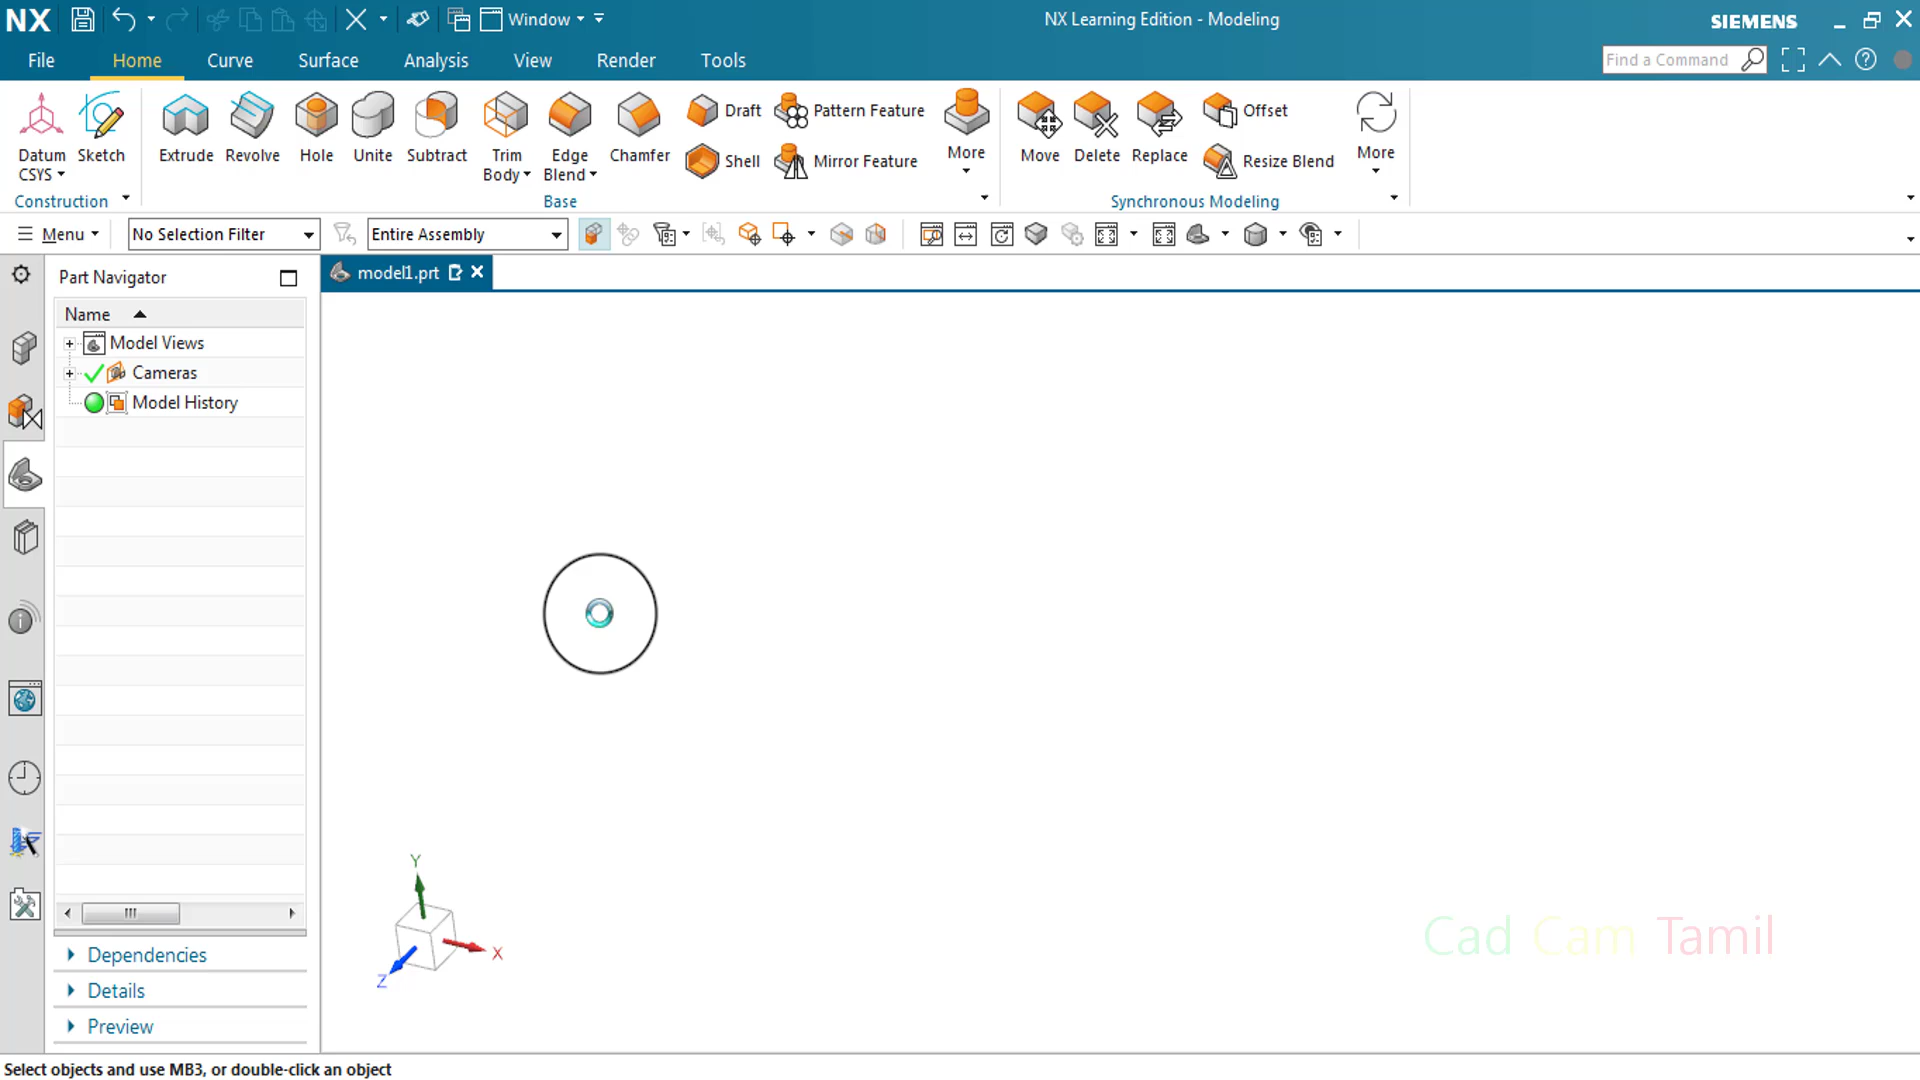 NX
Window
NX Learning Edition - Modeling
SIEMENS
File
Home
Curve
Surface
Analysis
View
Render
Tools
Find a Command
Datum CSYS
Sketch
Extrude
Revolve
Hole
Unite
Subtract
Trim Body
Edge Blend
Chamfer
Draft
Shell
Pattern Feature
Mirror Feature
More
Move
Delete
Replace
Offset
Resize Blend
More
Construction
Base
Synchronous Modeling
Menu
No Selection Filter
Entire Assembly
Part Navigator
model1.prt
Name
Model Views
Cameras
Model History
Y
X
Z
Cad Cam Tamil
Dependencies
Details
Preview
Select objects and use MB3, or double-click an object